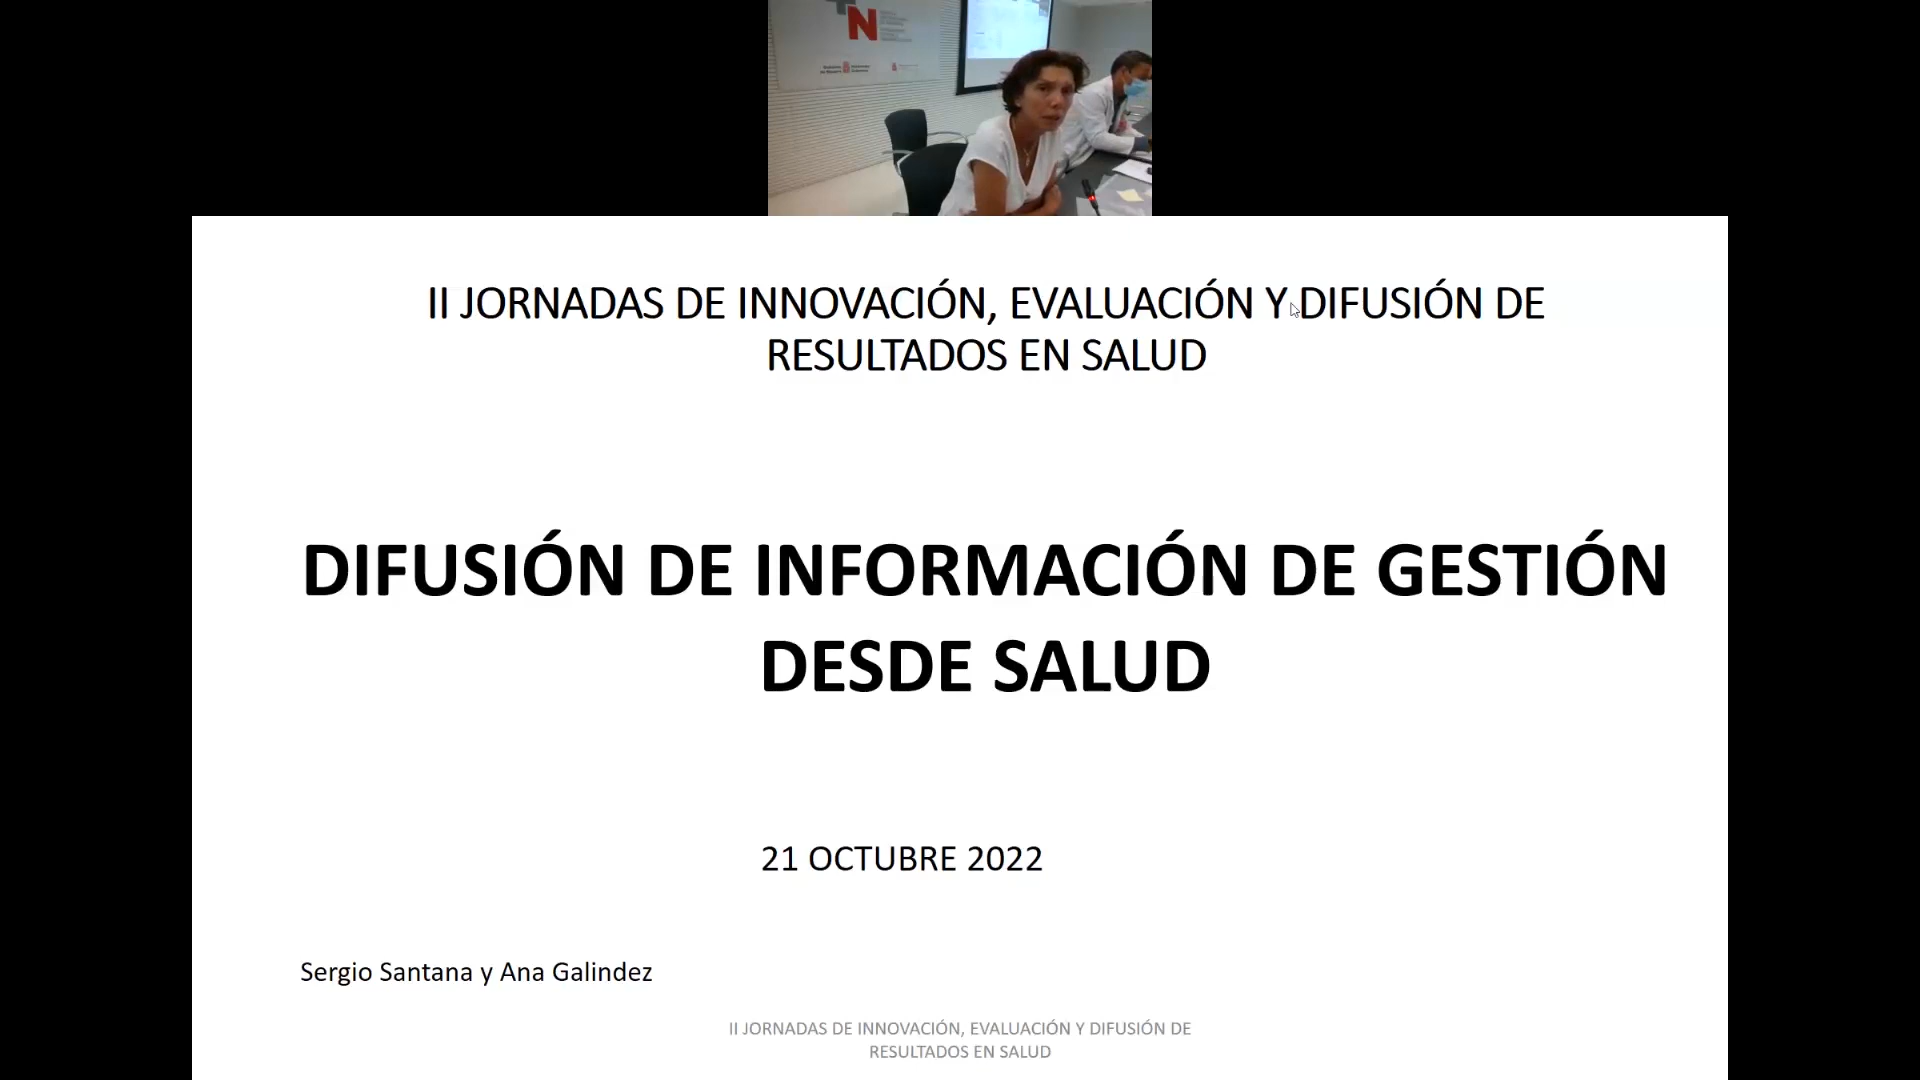 N
II JORNADAS DE INNOVACIÓN, EVALUACIÓN Y DIFUSIÓN DE
RESULTADOS EN SALUD
DIFUSIÓN DE INFORMACIÓN DE GESTIÓN
DESDE SALUD
21 OCTUBRE 2022
Sergio Santana y Ana Galindez
II JORNADAS DE INNOVACIÓN, EVALUACIÓN Y DIFUSIÓN DE
RESULTADOS EN SALUD